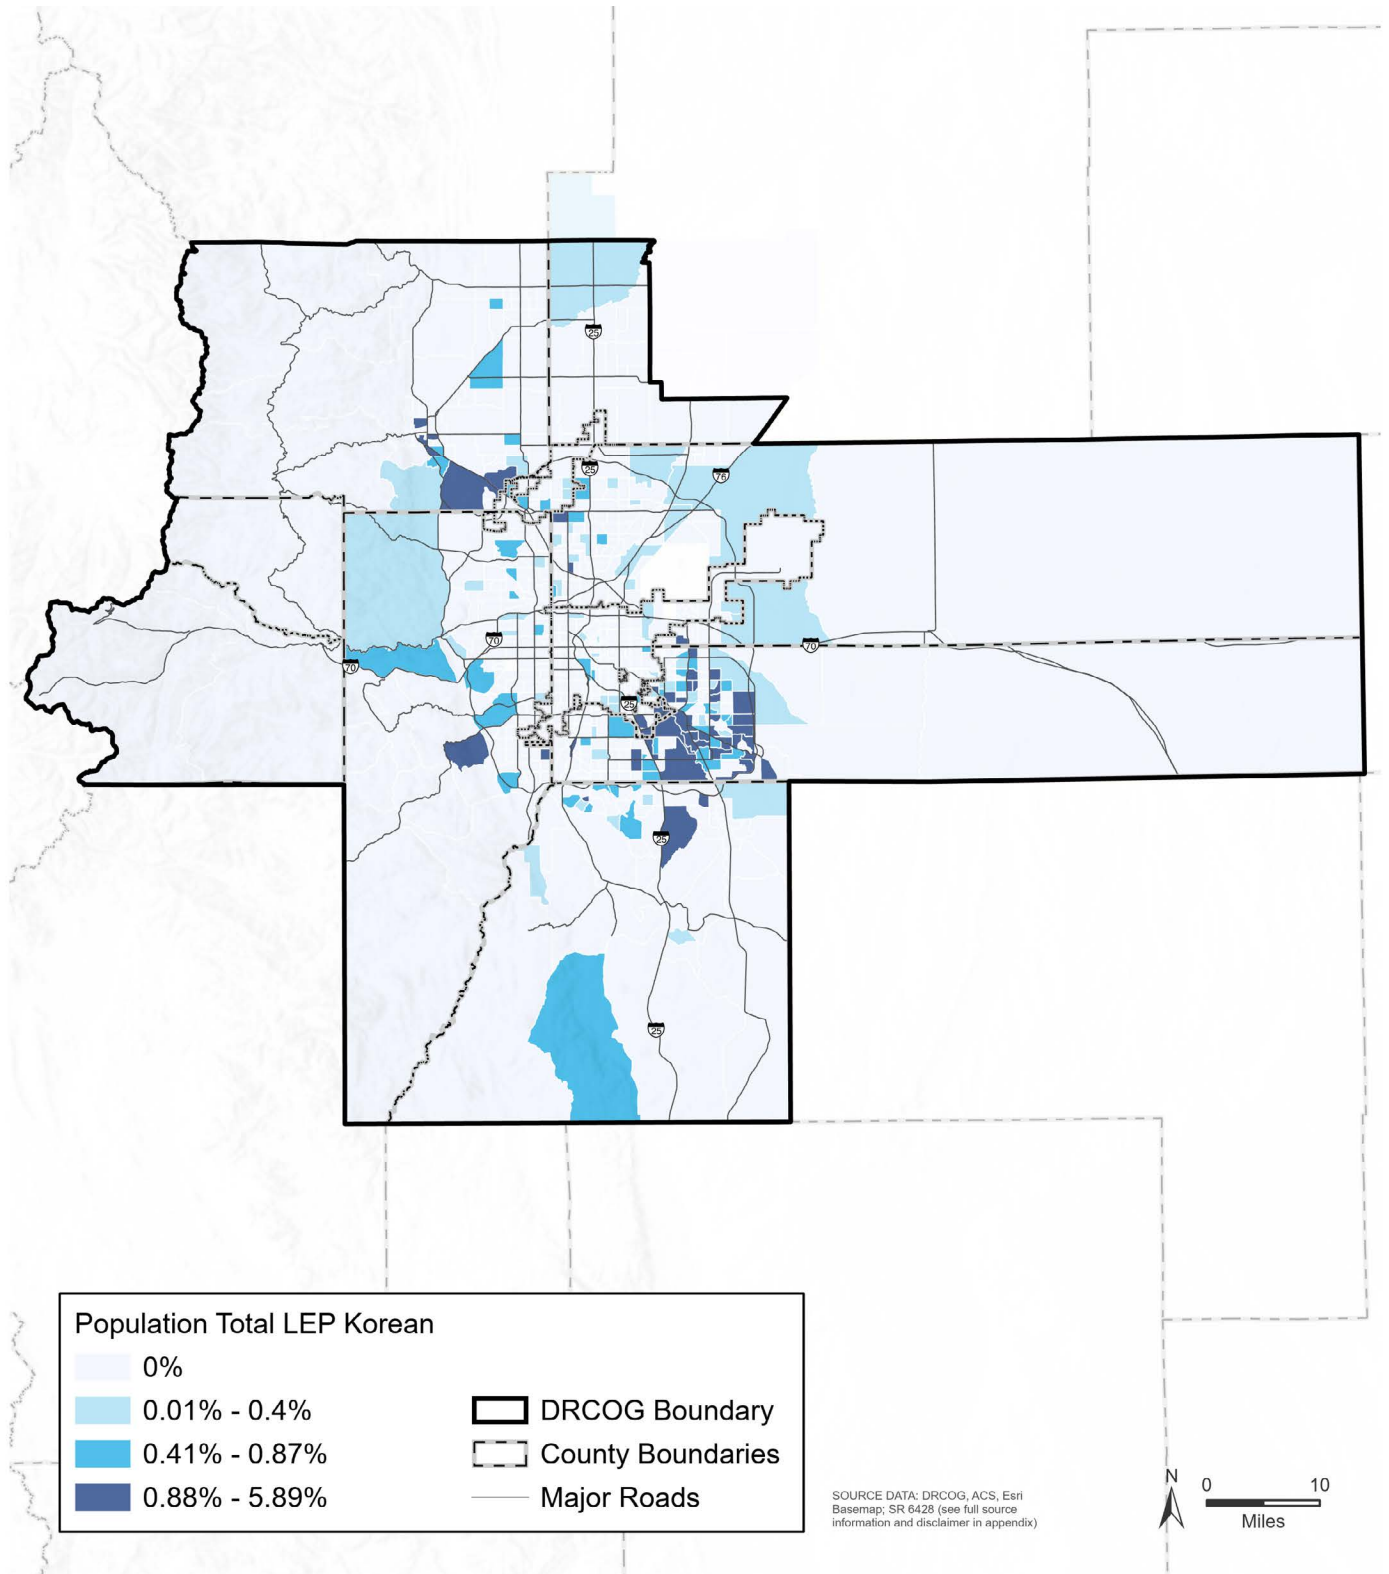 25
25
76
70
70
70
25
25
25
Population Total LEP Korean
0%
0.01% - 0.4%
0.41% - 0.87%
0.88% - 5.89%
DRCOG Boundary
County Boundaries
Major Roads
SOURCE DATA: DRCOG, ACS, Esri
Basemap; SR 6428 (see full source
information and disclaimer in appendix)
N
0 10
Miles